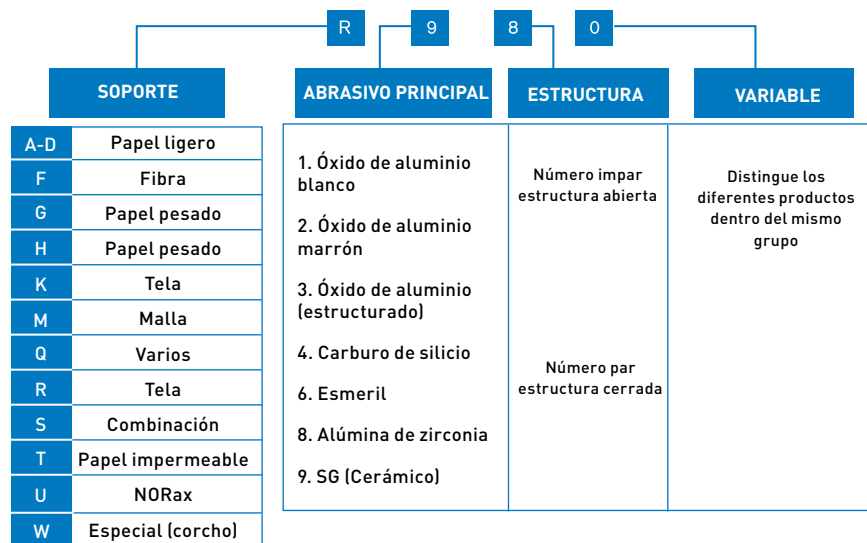 R 9 8 0
SOPORTE
A-D Papel ligero
F Fibra
G Papel pesado
H Papel pesado
K Tela
M Malla
Q Varios
R Tela
S Combinación
T Papel impermeable
U NORax
W Especial (corcho)
ABRASIVO PRINCIPAL
1. Óxido de aluminio
blanco
2. Óxido de aluminio
marrón
3. Óxido de aluminio
(estructurado)
4. Carburo de silicio
6. Esmeril
8. Alúmina de zirconia
9. SG (Cerámico)
ESTRUCTURA
Número impar
estructura abierta
Número par
estructura cerrada
VARIABLE
Distingue los
diferentes productos
dentro del mismo
grupo